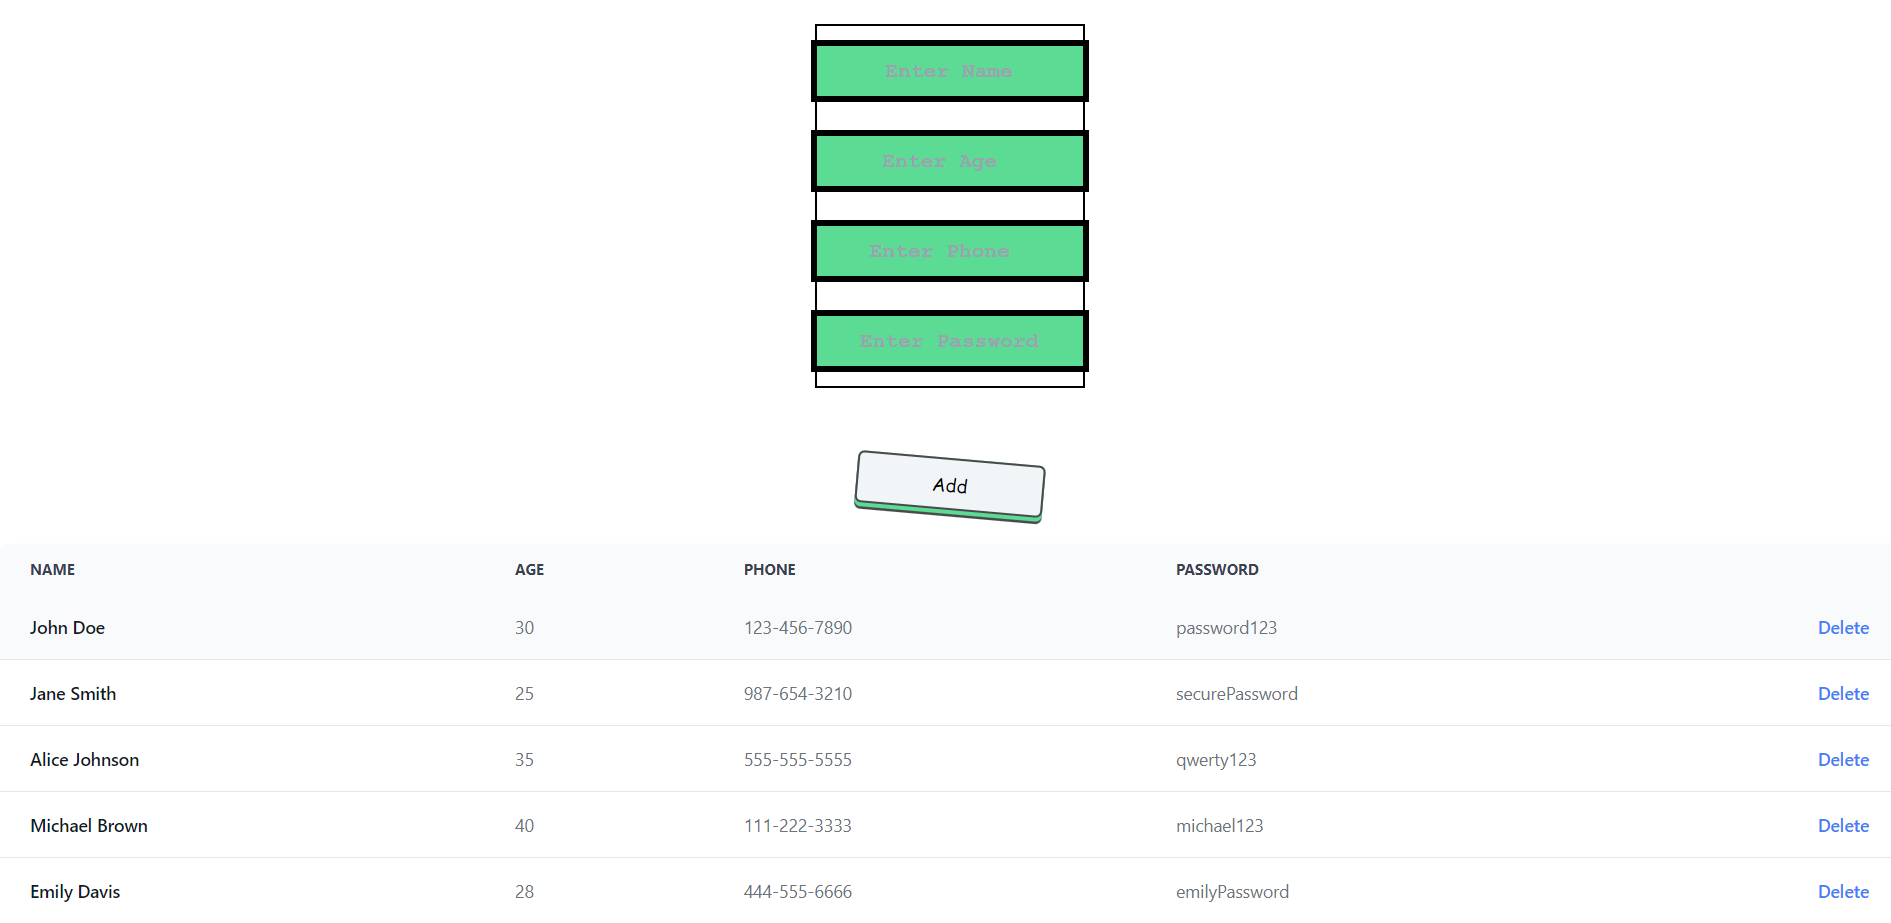 Enter Name
Enter Age
Enter Phone
Enter Password
Add
NAME AGE PHONE PASSWORD
John Doe 30 123-456-7890 password123 Delete
Jane Smith 25 987-654-3210 securePassword Delete
Alice Johnson 35 555-555-5555 qwerty123 Delete
Michael Brown 40 111-222-3333 michael123 Delete
Emily Davis 28 444-555-6666 emilyPassword Delete